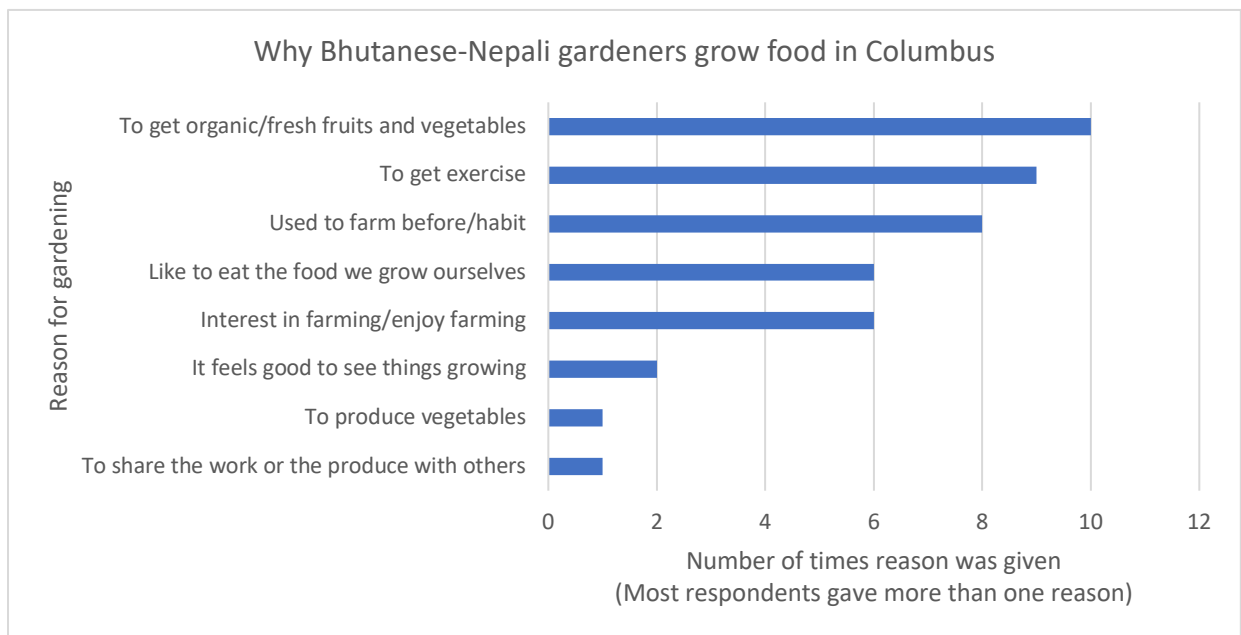 Why Bhutanese-Nepali gardeners grow food in Columbus
Reason for gardening
To get organic/fresh fruits and vegetables
To get exercise
Used to farm before/habit
Like to eat the food we grow ourselves
Interest in farming/enjoy farming
It feels good to see things growing
To produce vegetables
To share the work or the produce with others
0 2 4 6 8 10 12
Number of times reason was given
(Most respondents gave more than one reason)